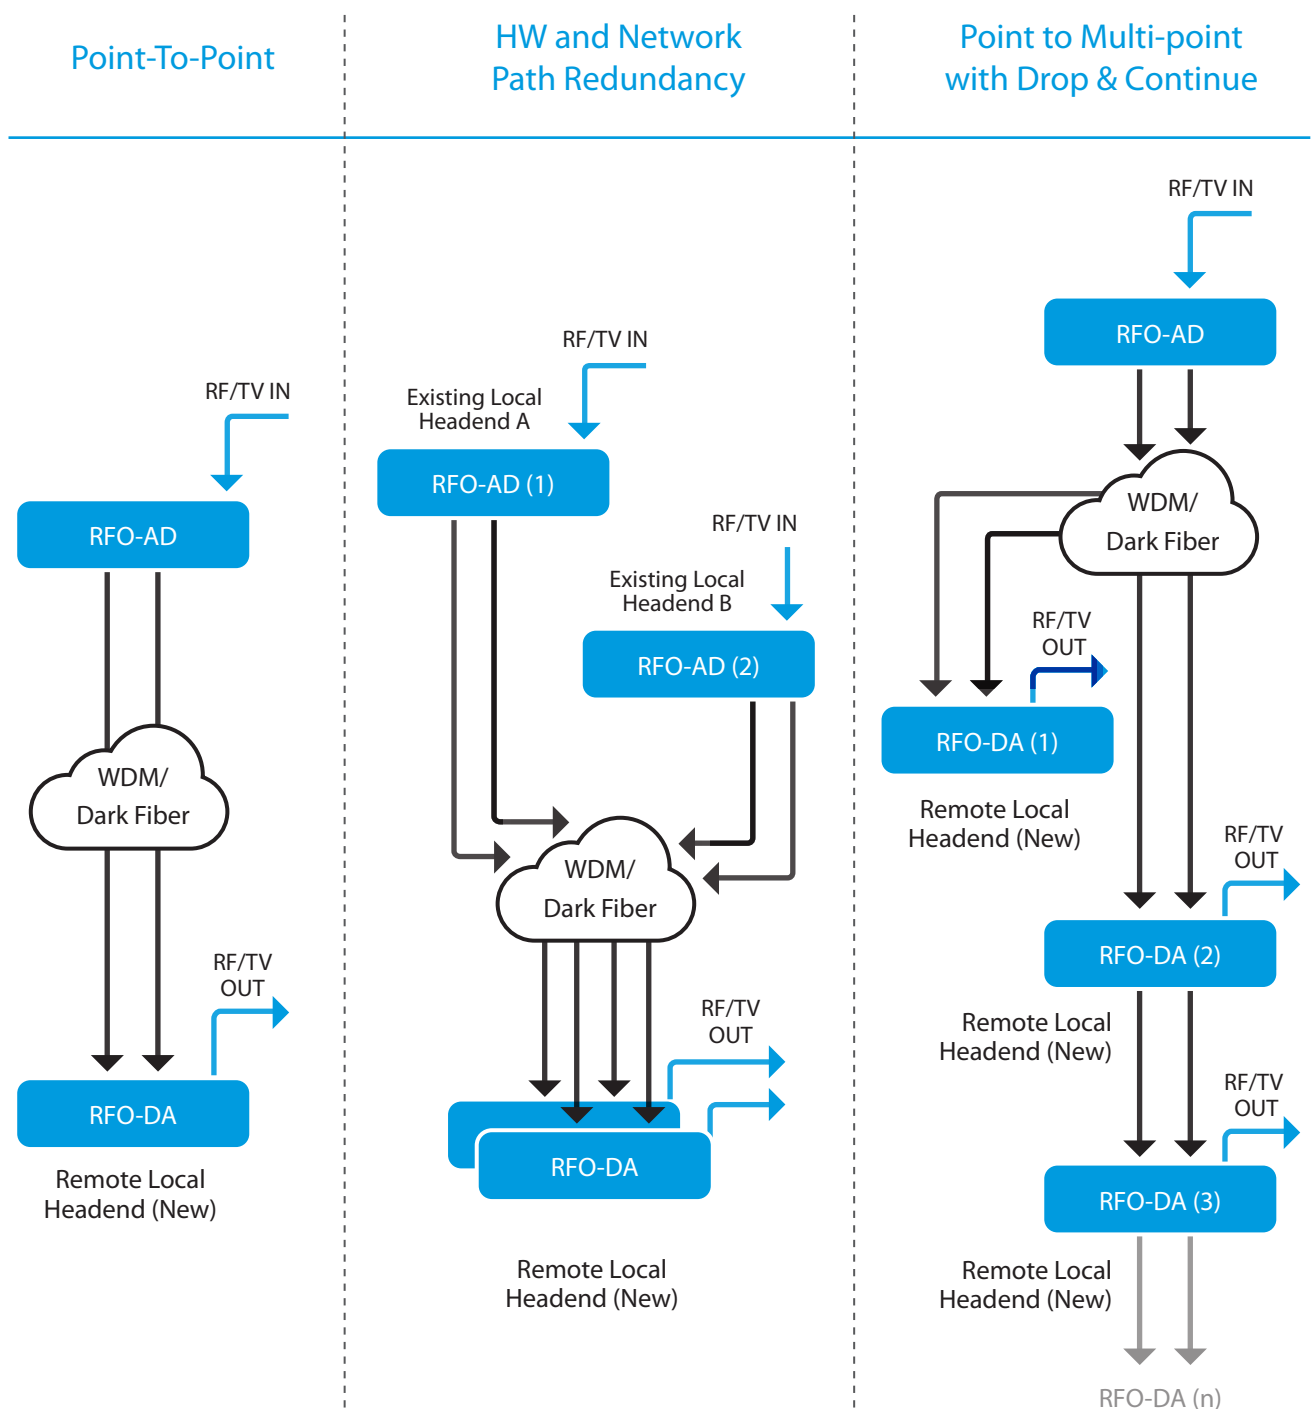 Point-To-Point
RF/TV IN
RFO-AD
WDM/
Dark Fiber
RF/TV
OUT
RFO-DA
Remote Local
Headend (New)
HW and Network
Path Redundancy
RF/TV IN
Existing Local
Headend A
RFO-AD (1)
RF/TV IN
Existing Local
Headend B
RFO-AD (2)
WDM/
Dark Fiber
RF/TV
OUT
RFO-DA
Remote Local
Headend (New)
Point to Multi-point
with Drop & Continue
RF/TV IN
RFO-AD
WDM/
Dark Fiber
RF/TV
OUT
RFO-DA (1)
Remote Local
Headend (New)
RF/TV
OUT
RFO-DA (2)
Remote Local
Headend (New)
RF/TV
OUT
RFO-DA (3)
Remote Local
Headend (New)
RFO-DA (n)